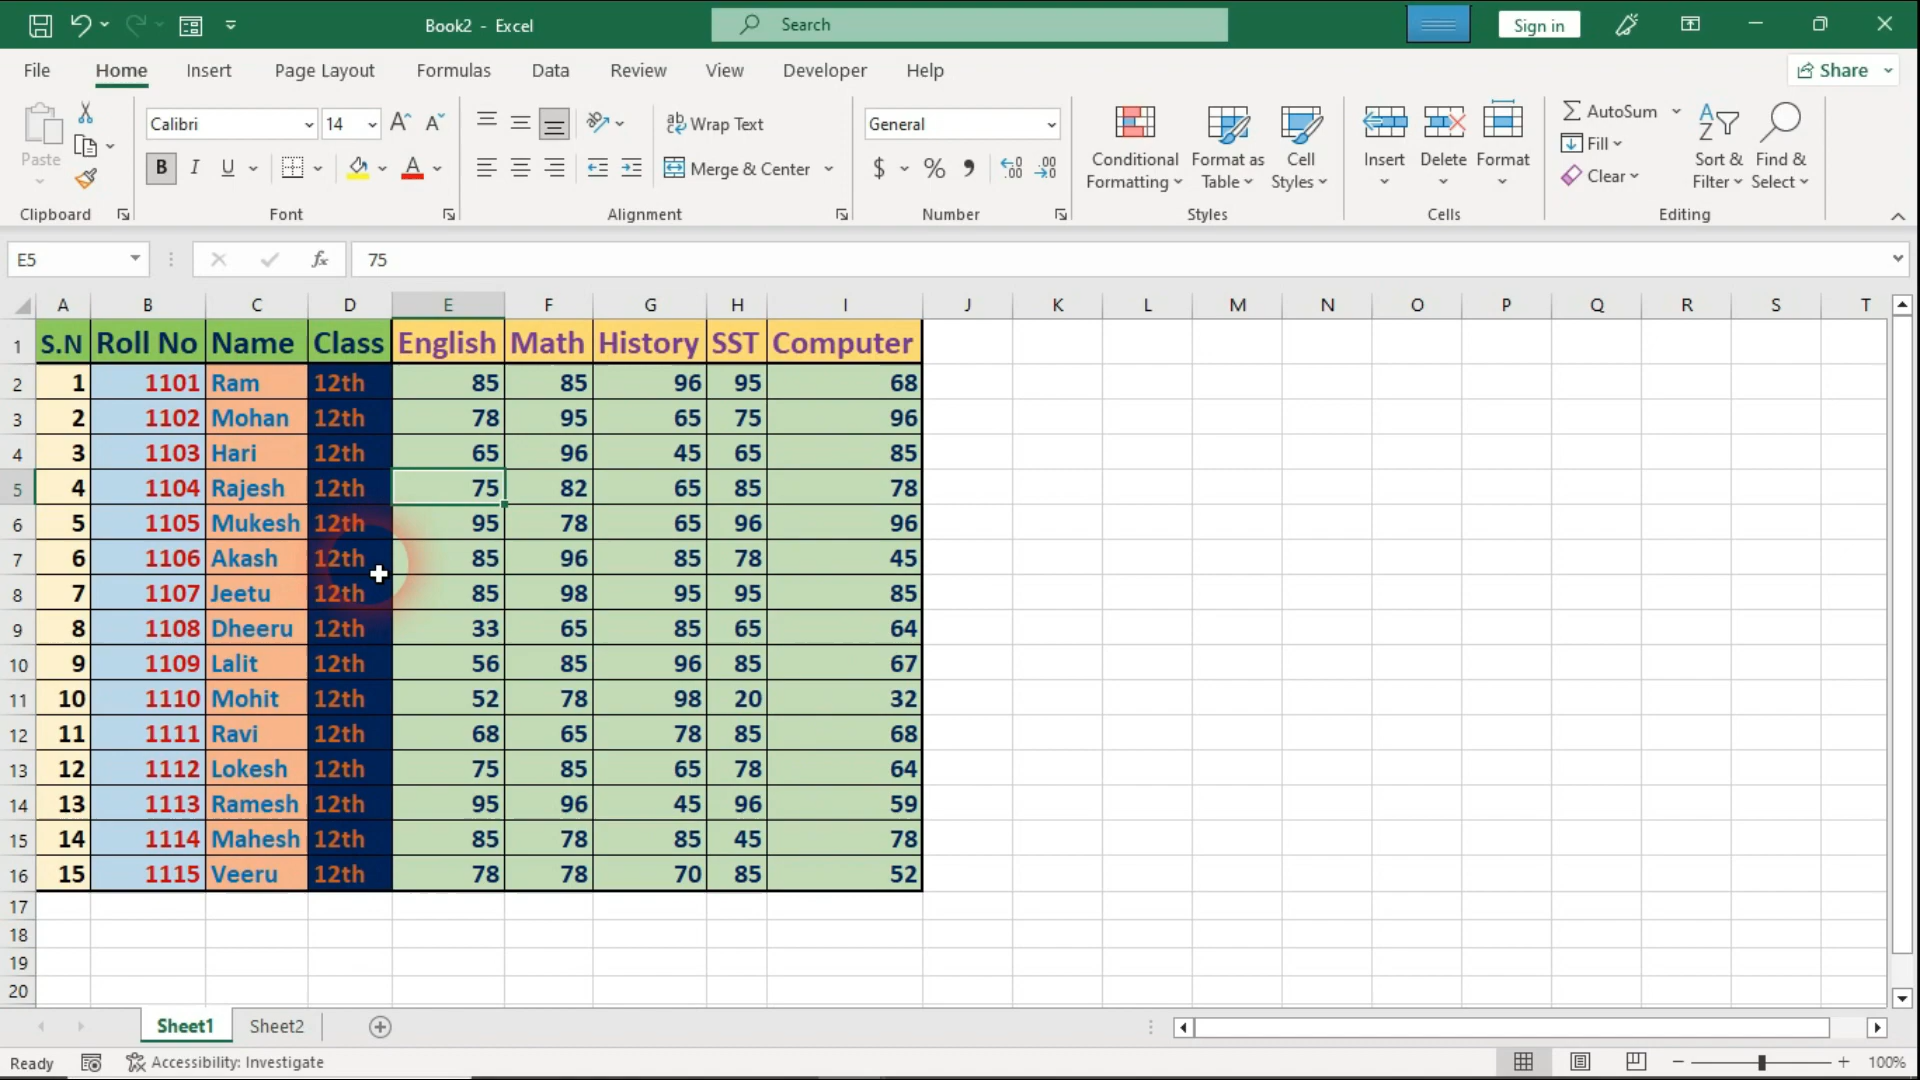 Book2 - Excel
Search
Sign in
File Home Insert Page Layout Formulas Data Review View Developer Help
Share
Paste
Calibri 14
B I U
Wrap Text
Merge & Center
General
$ %
Conditional Formatting
Format as Table
Cell Styles
Insert Delete Format
AutoSum
Fill
Clear
Sort & Filter
Find & Select
Clipboard Font Alignment Number Styles Cells Editing
E5 fx 75
A B C D E F G H I J K L M N O P Q R S T
1 S.N Roll No Name Class English Math History SST Computer
2 1 1101 Ram 12th 85 85 96 95 68
3 2 1102 Mohan 12th 78 95 65 75 96
4 3 1103 Hari 12th 65 96 45 65 85
5 4 1104 Rajesh 12th 75 82 65 85 78
6 5 1105 Mukesh 12th 95 78 65 96 96
7 6 1106 Akash 12th 85 96 85 78 45
8 7 1107 Jeetu 12th 85 98 95 95 85
9 8 1108 Dheeru 12th 33 65 85 65 64
10 9 1109 Lalit 12th 56 85 96 85 67
11 10 1110 Mohit 12th 52 78 98 20 32
12 11 1111 Ravi 12th 68 65 78 85 68
13 12 1112 Lokesh 12th 75 85 65 78 64
14 13 1113 Ramesh 12th 95 96 45 96 59
15 14 1114 Mahesh 12th 85 78 85 45 78
16 15 1115 Veeru 12th 78 78 70 85 52
17
18
19
20
Sheet1 Sheet2
Ready Accessibility: Investigate 100%